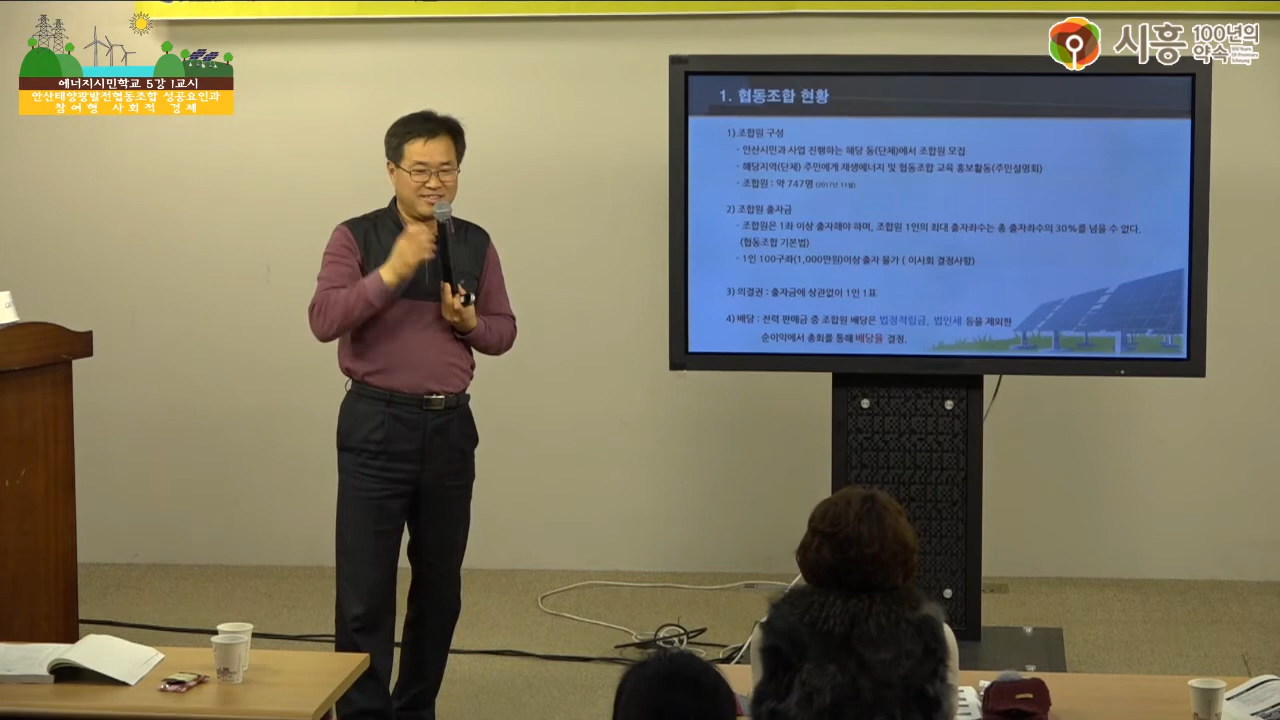 에너지시민학교 5강 1교시
안산태양광발전협동조합 성공요인과
참여형 사회적 경제
시흥 100년의 약속
1. 협동조합 현황
1) 조합원 구성
- 안산시민과 사업 진행하는 해당 동(단체)에서 조합원 모집
- 해당지역(단체) 주민에게 재생에너지 및 협동조합 교육 홍보활동(주민설명회)
- 조합원 : 약 747명 (2017년 11월)
2) 조합원 출자금
- 조합원은 1좌 이상 출자해야 하며, 조합원 1인의 최대 출자좌수는 총 출자좌수의 30%를 넘을 수 없다.
(협동조합 기본법)
- 1인 100구좌(1,000만원)이상 출자 불가 ( 이사회 결정사항)
3) 의결권 : 출자금에 상관없이 1인 1표
4) 배당 : 전력 판매금 중 조합원 배당은 법정적립금, 법인세 등을 제외한
순이익에서 총회를 통해 배당율 결정.